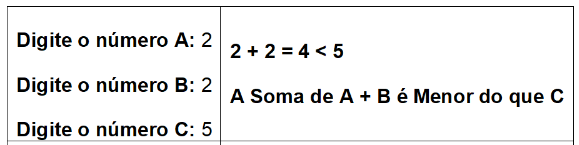 Digite o número A: 2
Digite o número B: 2
Digite o número C: 5
2 + 2 = 4 < 5
A Soma de A + B é Menor do que C